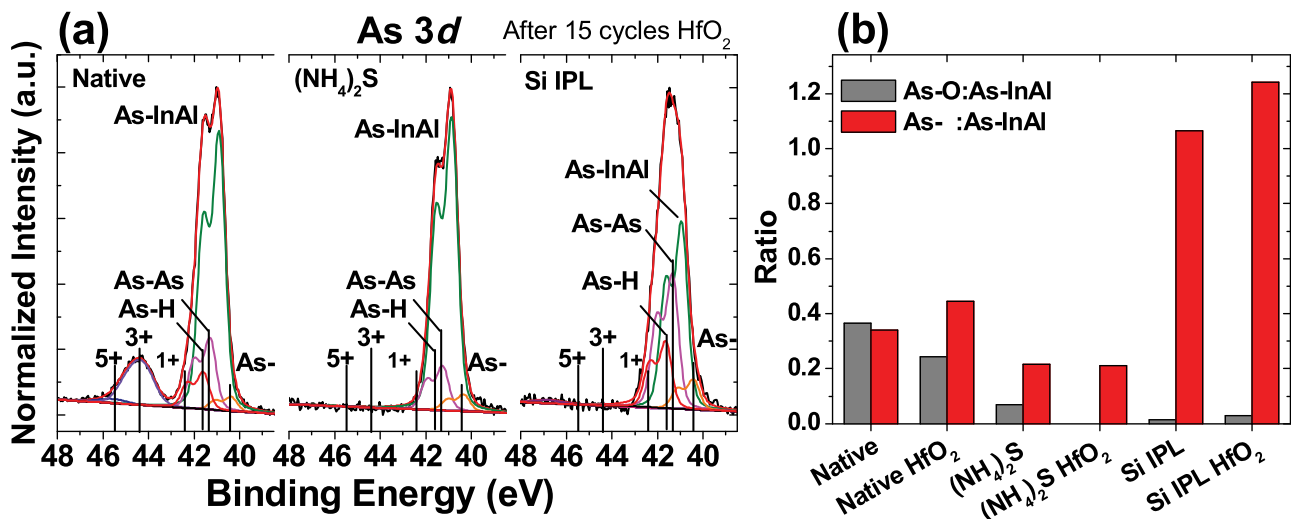 (a) As 3d After 15 cycles HfO₂
Normalized Intensity (a.u.)
Native
As-InAl
As-As
As-H
5+ 3+ 1+ As-
48 46 44 42 40
(NH₄)₂S
As-InAl
As-As
As-H
5+ 3+ 1+ As-
48 46 44 42 40
Si IPL
As-InAl
As-As
As-H
5+ 3+ 1+ As-
48 46 44 42 40
Binding Energy (eV)
(b)
As-O:As-InAl
As- :As-InAl
Ratio
1.2
1.0
0.8
0.6
0.4
0.2
0.0
Native
Native HfO₂
(NH₄)₂S
(NH₄)₂S HfO₂
Si IPL
Si IPL HfO₂